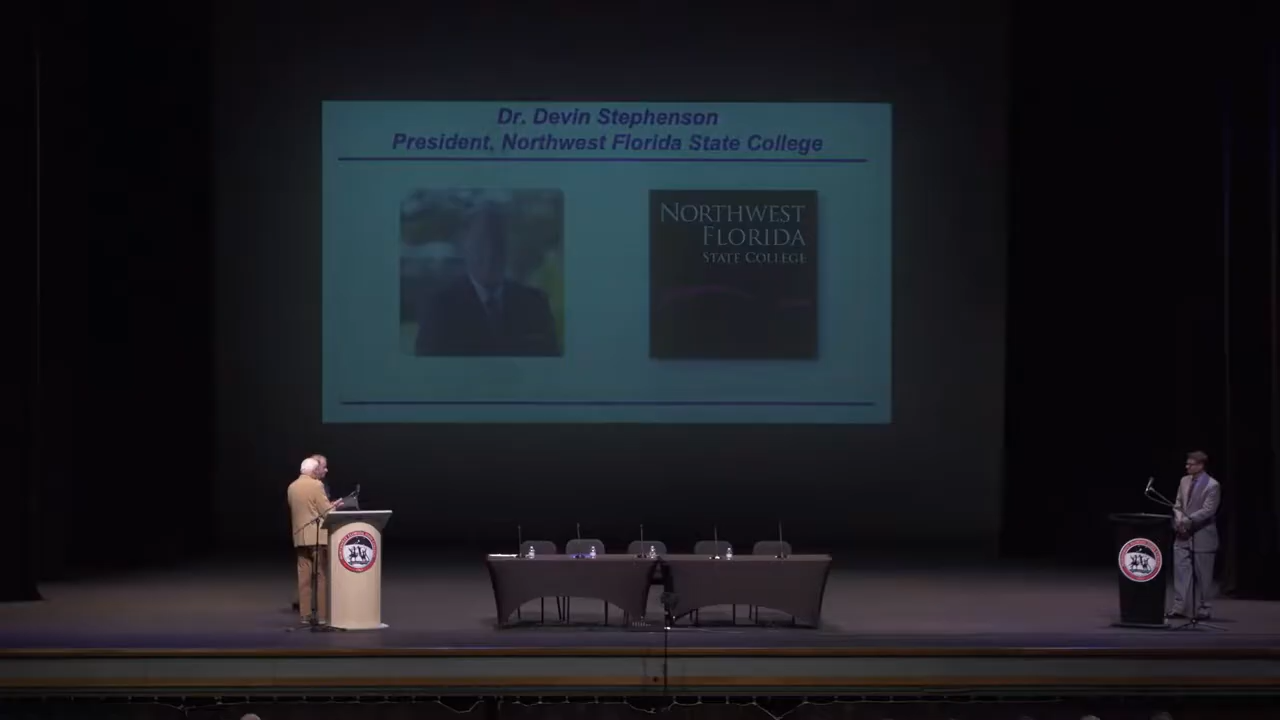 Dr. Devin Stephenson
President, Northwest Florida State College
NORTHWEST
FLORIDA
STATE COLLEGE